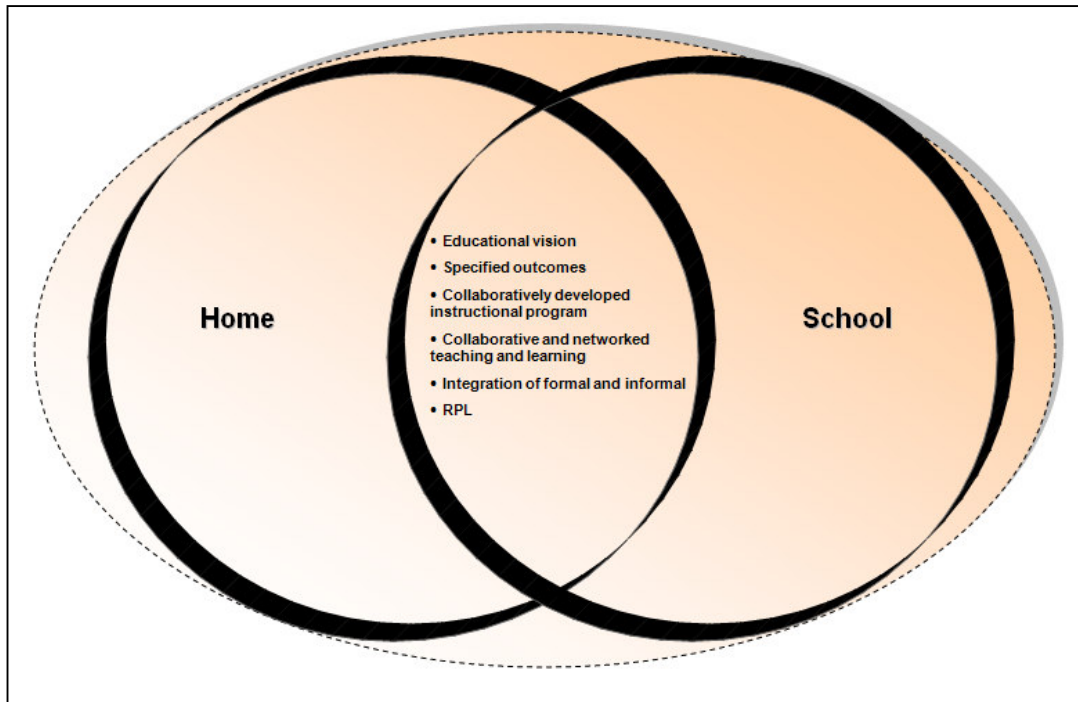 Home
• Educational vision
• Specified outcomes
• Collaboratively developed
instructional program
• Collaborative and networked
teaching and learning
• Integration of formal and informal
• RPL
School